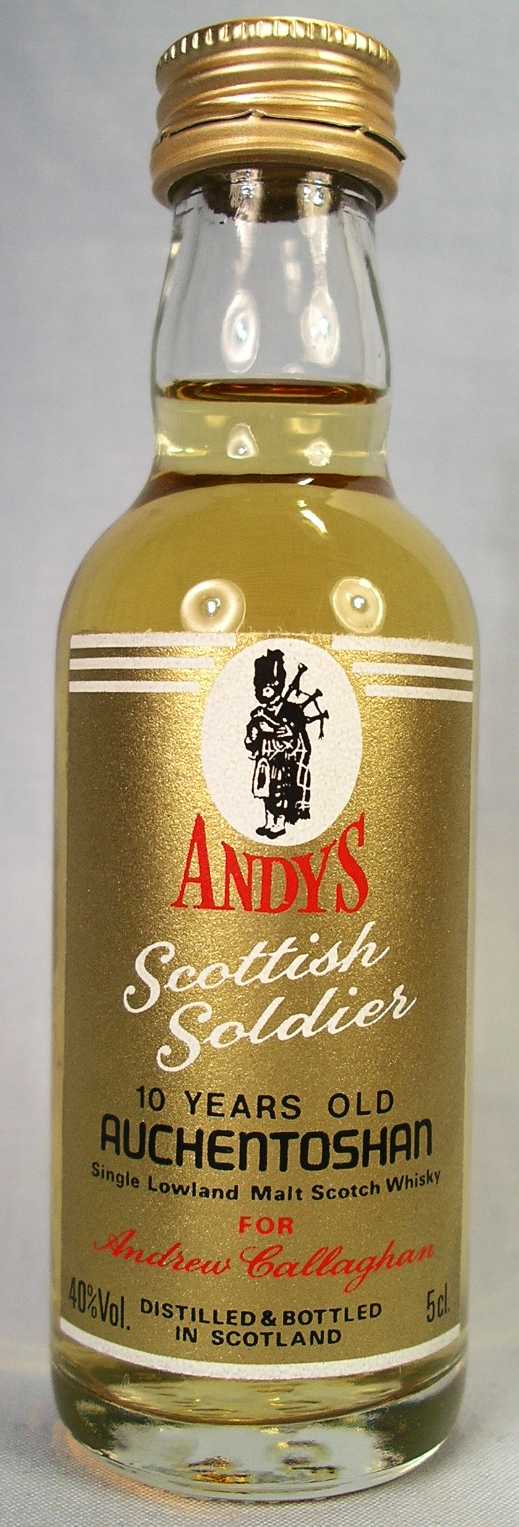 ANDYS
Scottish
Soldier
10 YEARS OLD
AUCHENTOSHAN
Single Lowland Malt Scotch Whisky
FOR
Andrew Callaghan
40%Vol.
DISTILLED & BOTTLED
IN SCOTLAND
5cl.